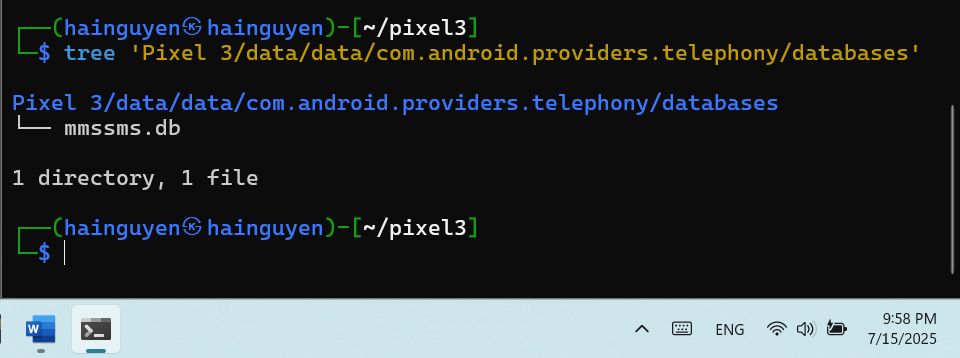 ┌──(hainguyen㉿hainguyen)-[~/pixel3]
└─$ tree 'Pixel 3/data/data/com.android.providers.telephony/databases'
Pixel 3/data/data/com.android.providers.telephony/databases
└── mmssms.db
1 directory, 1 file
┌──(hainguyen㉿hainguyen)-[~/pixel3]
└─$
W
ENG
9:58 PM
7/15/2025